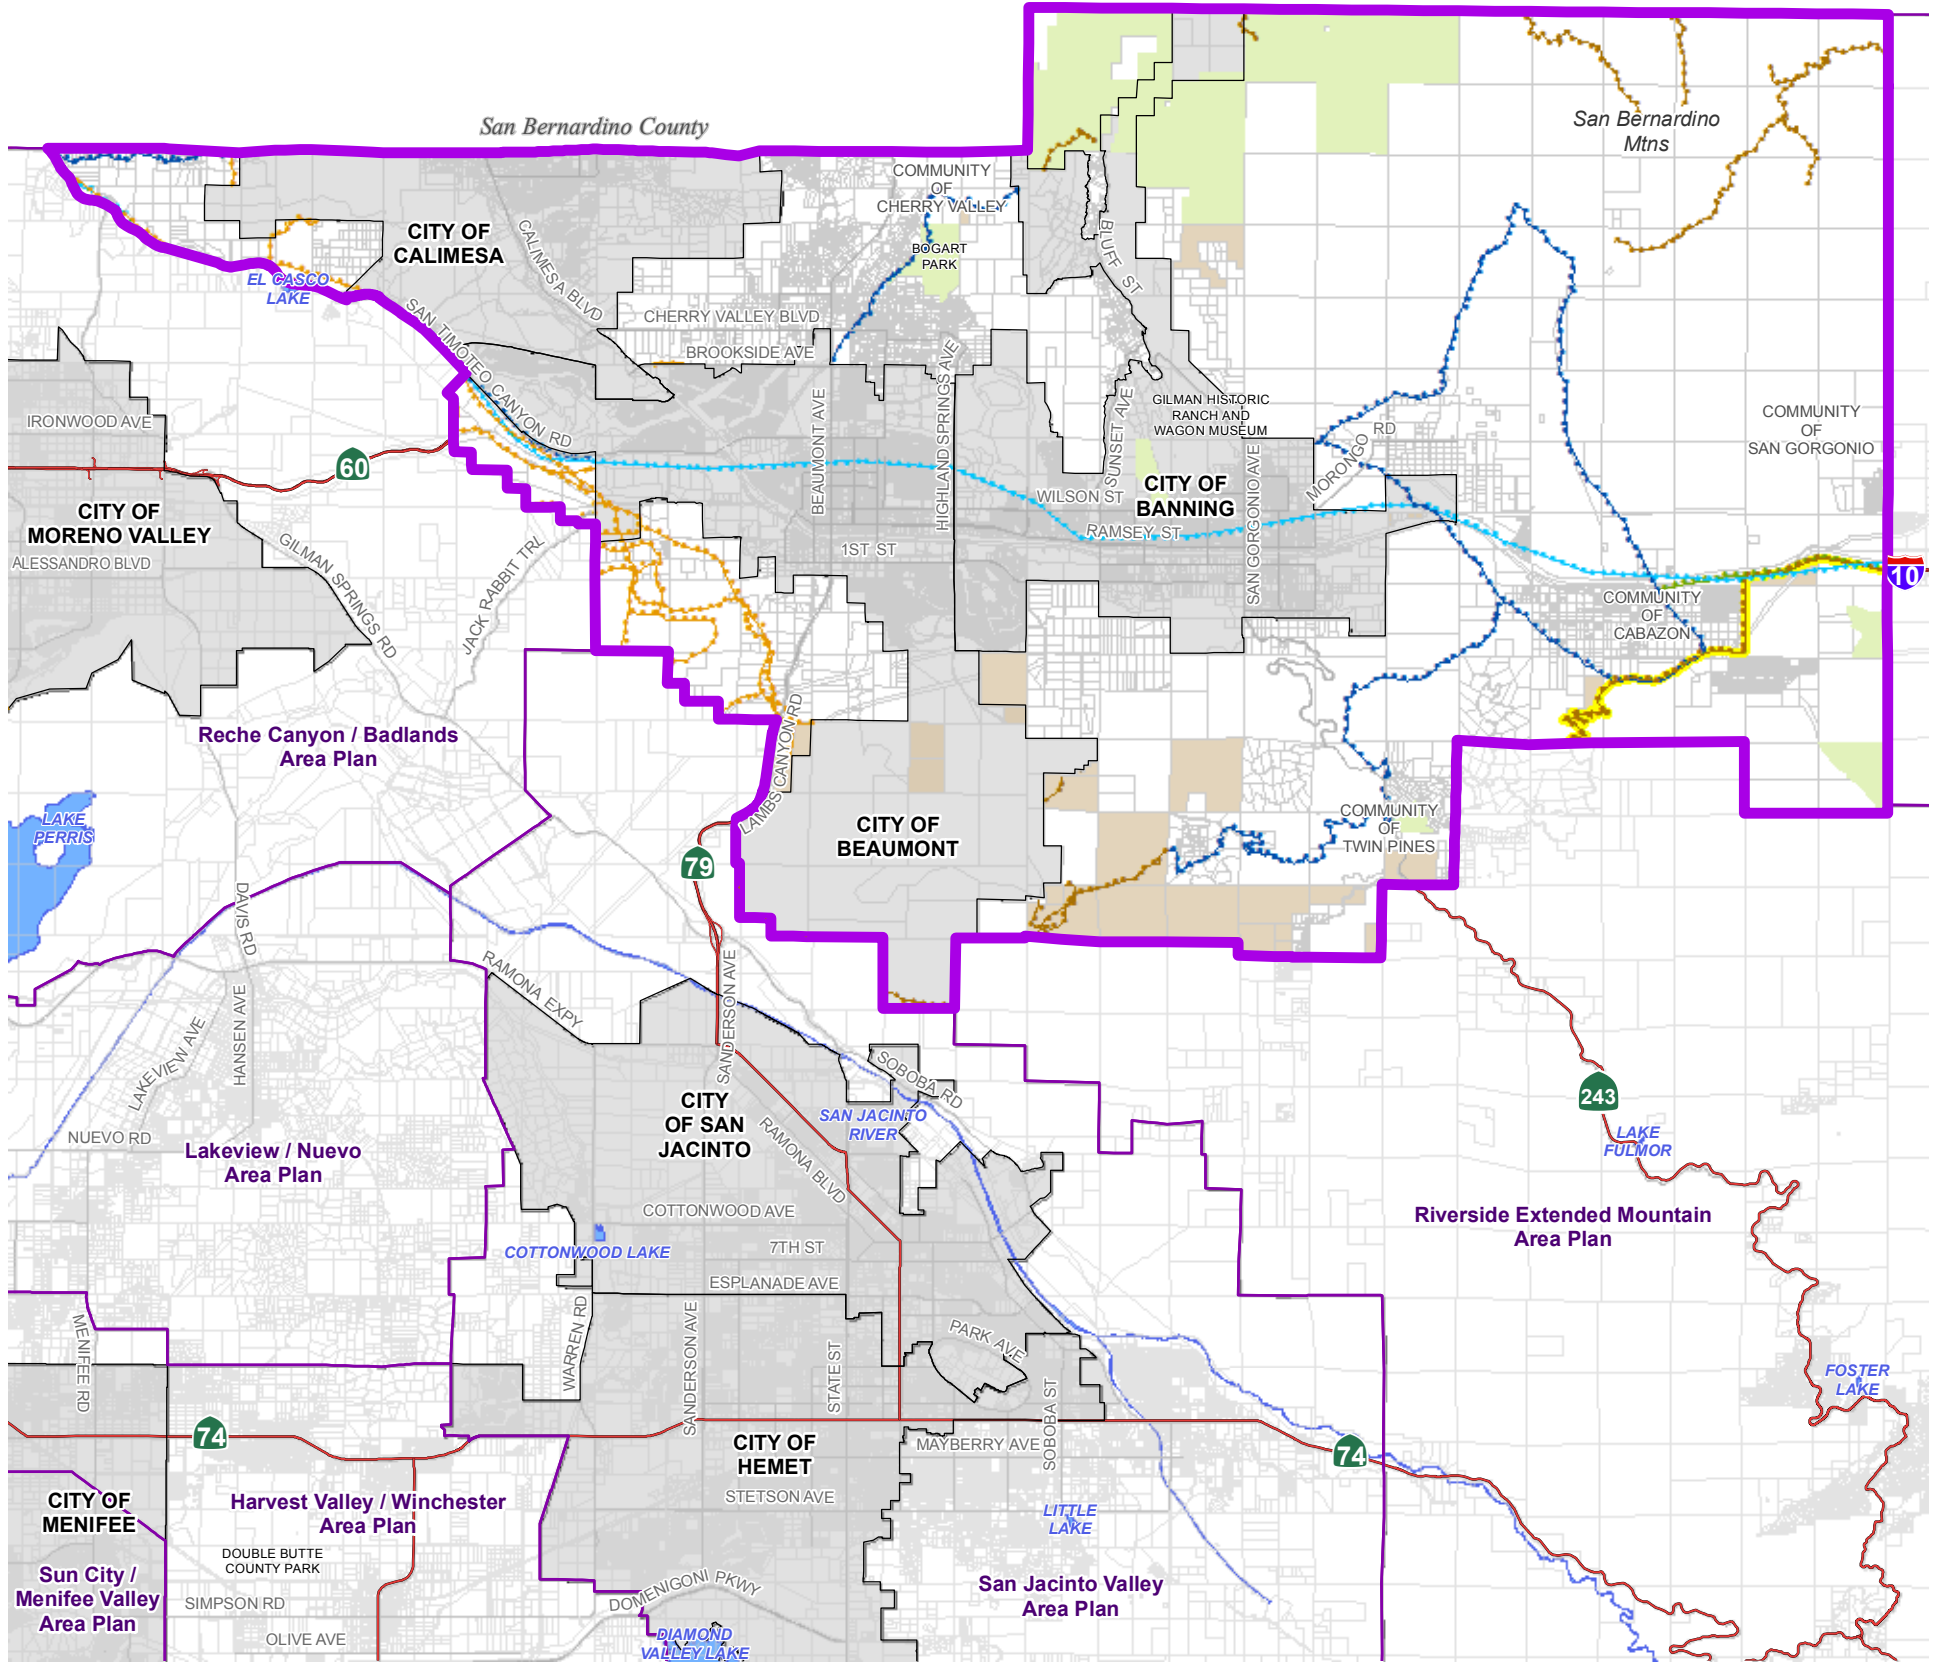 San Bernardino County
San Bernardino
Mtns
COMMUNITY
OF
CHERRY VALLEY
CITY OF
CALIMESA
CALIMESA BLVD
BLUFF ST
BOGART
PARK
EL CASCO
LAKE
SAN TIMOTEO CANYON RD
CHERRY VALLEY BLVD
BROOKSIDE AVE
HIGHLAND SPRINGS AVE
BEAUMONT AVE
SUNSET AVE
GILMAN HISTORIC
RANCH AND
WAGON MUSEUM
COMMUNITY
OF
SAN GORGONIO
IRONWOOD AVE
60
MORONGO RD
SAN GORGONIO AVE
CITY OF
BANNING
WILSON ST
RAMSEY ST
CITY OF
MORENO VALLEY
ALESSANDRO BLVD
GILMAN SPRINGS RD
JACK RABBIT TRL
1ST ST
10
COMMUNITY
OF
CABAZON
LAMBS CANYON RD
Reche Canyon / Badlands
Area Plan
LAKE
PERRIS
CITY OF
BEAUMONT
COMMUNITY
OF
TWIN PINES
79
DAVIS RD
RAMONA EXPY
SANDERSON AVE
HANSEN AVE
LAKEVIEW AVE
SOBOBA RD
243
CITY
OF SAN
JACINTO
SAN JACINTO
RIVER
RAMONA BLVD
LAKE
FULMOR
NUEVO RD
Lakeview / Nuevo
Area Plan
COTTONWOOD AVE
Riverside Extended Mountain
Area Plan
COTTONWOOD LAKE
7TH ST
ESPLANADE AVE
MENIFEE RD
WARREN RD
SANDERSON AVE
STATE ST
PARK AVE
SOBOBA ST
FOSTER
LAKE
74
CITY OF
HEMET
MAYBERRY AVE
74
STETSON AVE
CITY OF
MENIFEE
Harvest Valley / Winchester
Area Plan
LITTLE
LAKE
DOUBLE BUTTE
COUNTY PARK
Sun City /
Menifee Valley
Area Plan
SIMPSON RD
DOMENIGONI PKWY
San Jacinto Valley
Area Plan
OLIVE AVE
DIAMOND
VALLEY LAKE